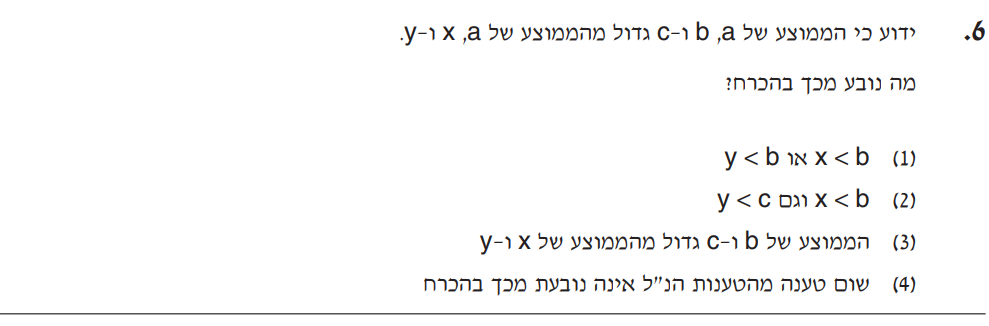 6. ידוע כי הממוצע של a, b ו-c גדול מהממוצע של a, x ו-y.
מה נובע מכך בהכרח?
(1) x < b או y < b
(2) x < b וגם y < c
(3) הממוצע של b ו-c גדול מהממוצע של x ו-y
(4) שום טענה מהטענות הנ"ל אינה נובעת מכך בהכרח